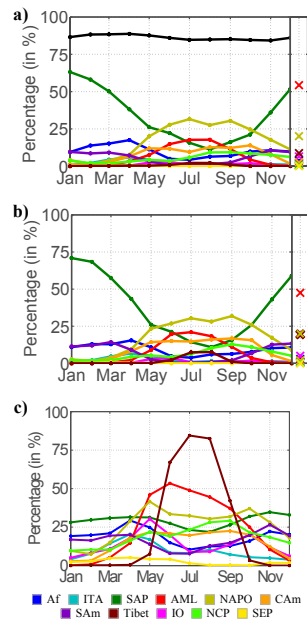 a)
Percentage (in %)
100
75
50
25
0
Jan Mar May Jul Sep Nov
b)
Percentage (in %)
100
75
50
25
0
Jan Mar May Jul Sep Nov
c)
Percentage (in %)
100
75
50
25
0
Jan Mar May Jul Sep Nov
Af ITA SAP AML NAPO CAm
SAm Tibet IO NCP SEP